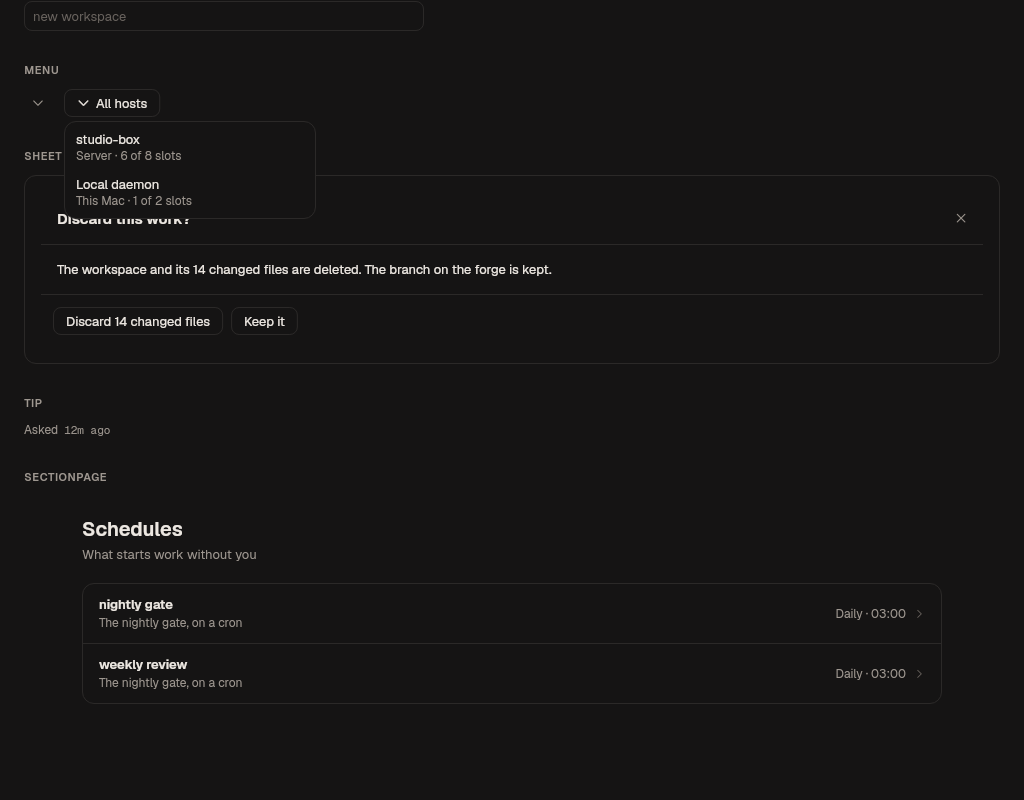 new workspace
MENU
All hosts
studio-box
Server · 6 of 8 slots
SHEET
Local daemon
This Mac · 1 of 2 slots
Discard this work?
The workspace and its 14 changed files are deleted. The branch on the forge is kept.
Discard 14 changed files
Keep it
TIP
Asked 12m ago
SECTIONPAGE
Schedules
What starts work without you
nightly gate
The nightly gate, on a cron
Daily · 03:00
weekly review
The nightly gate, on a cron
Daily · 03:00